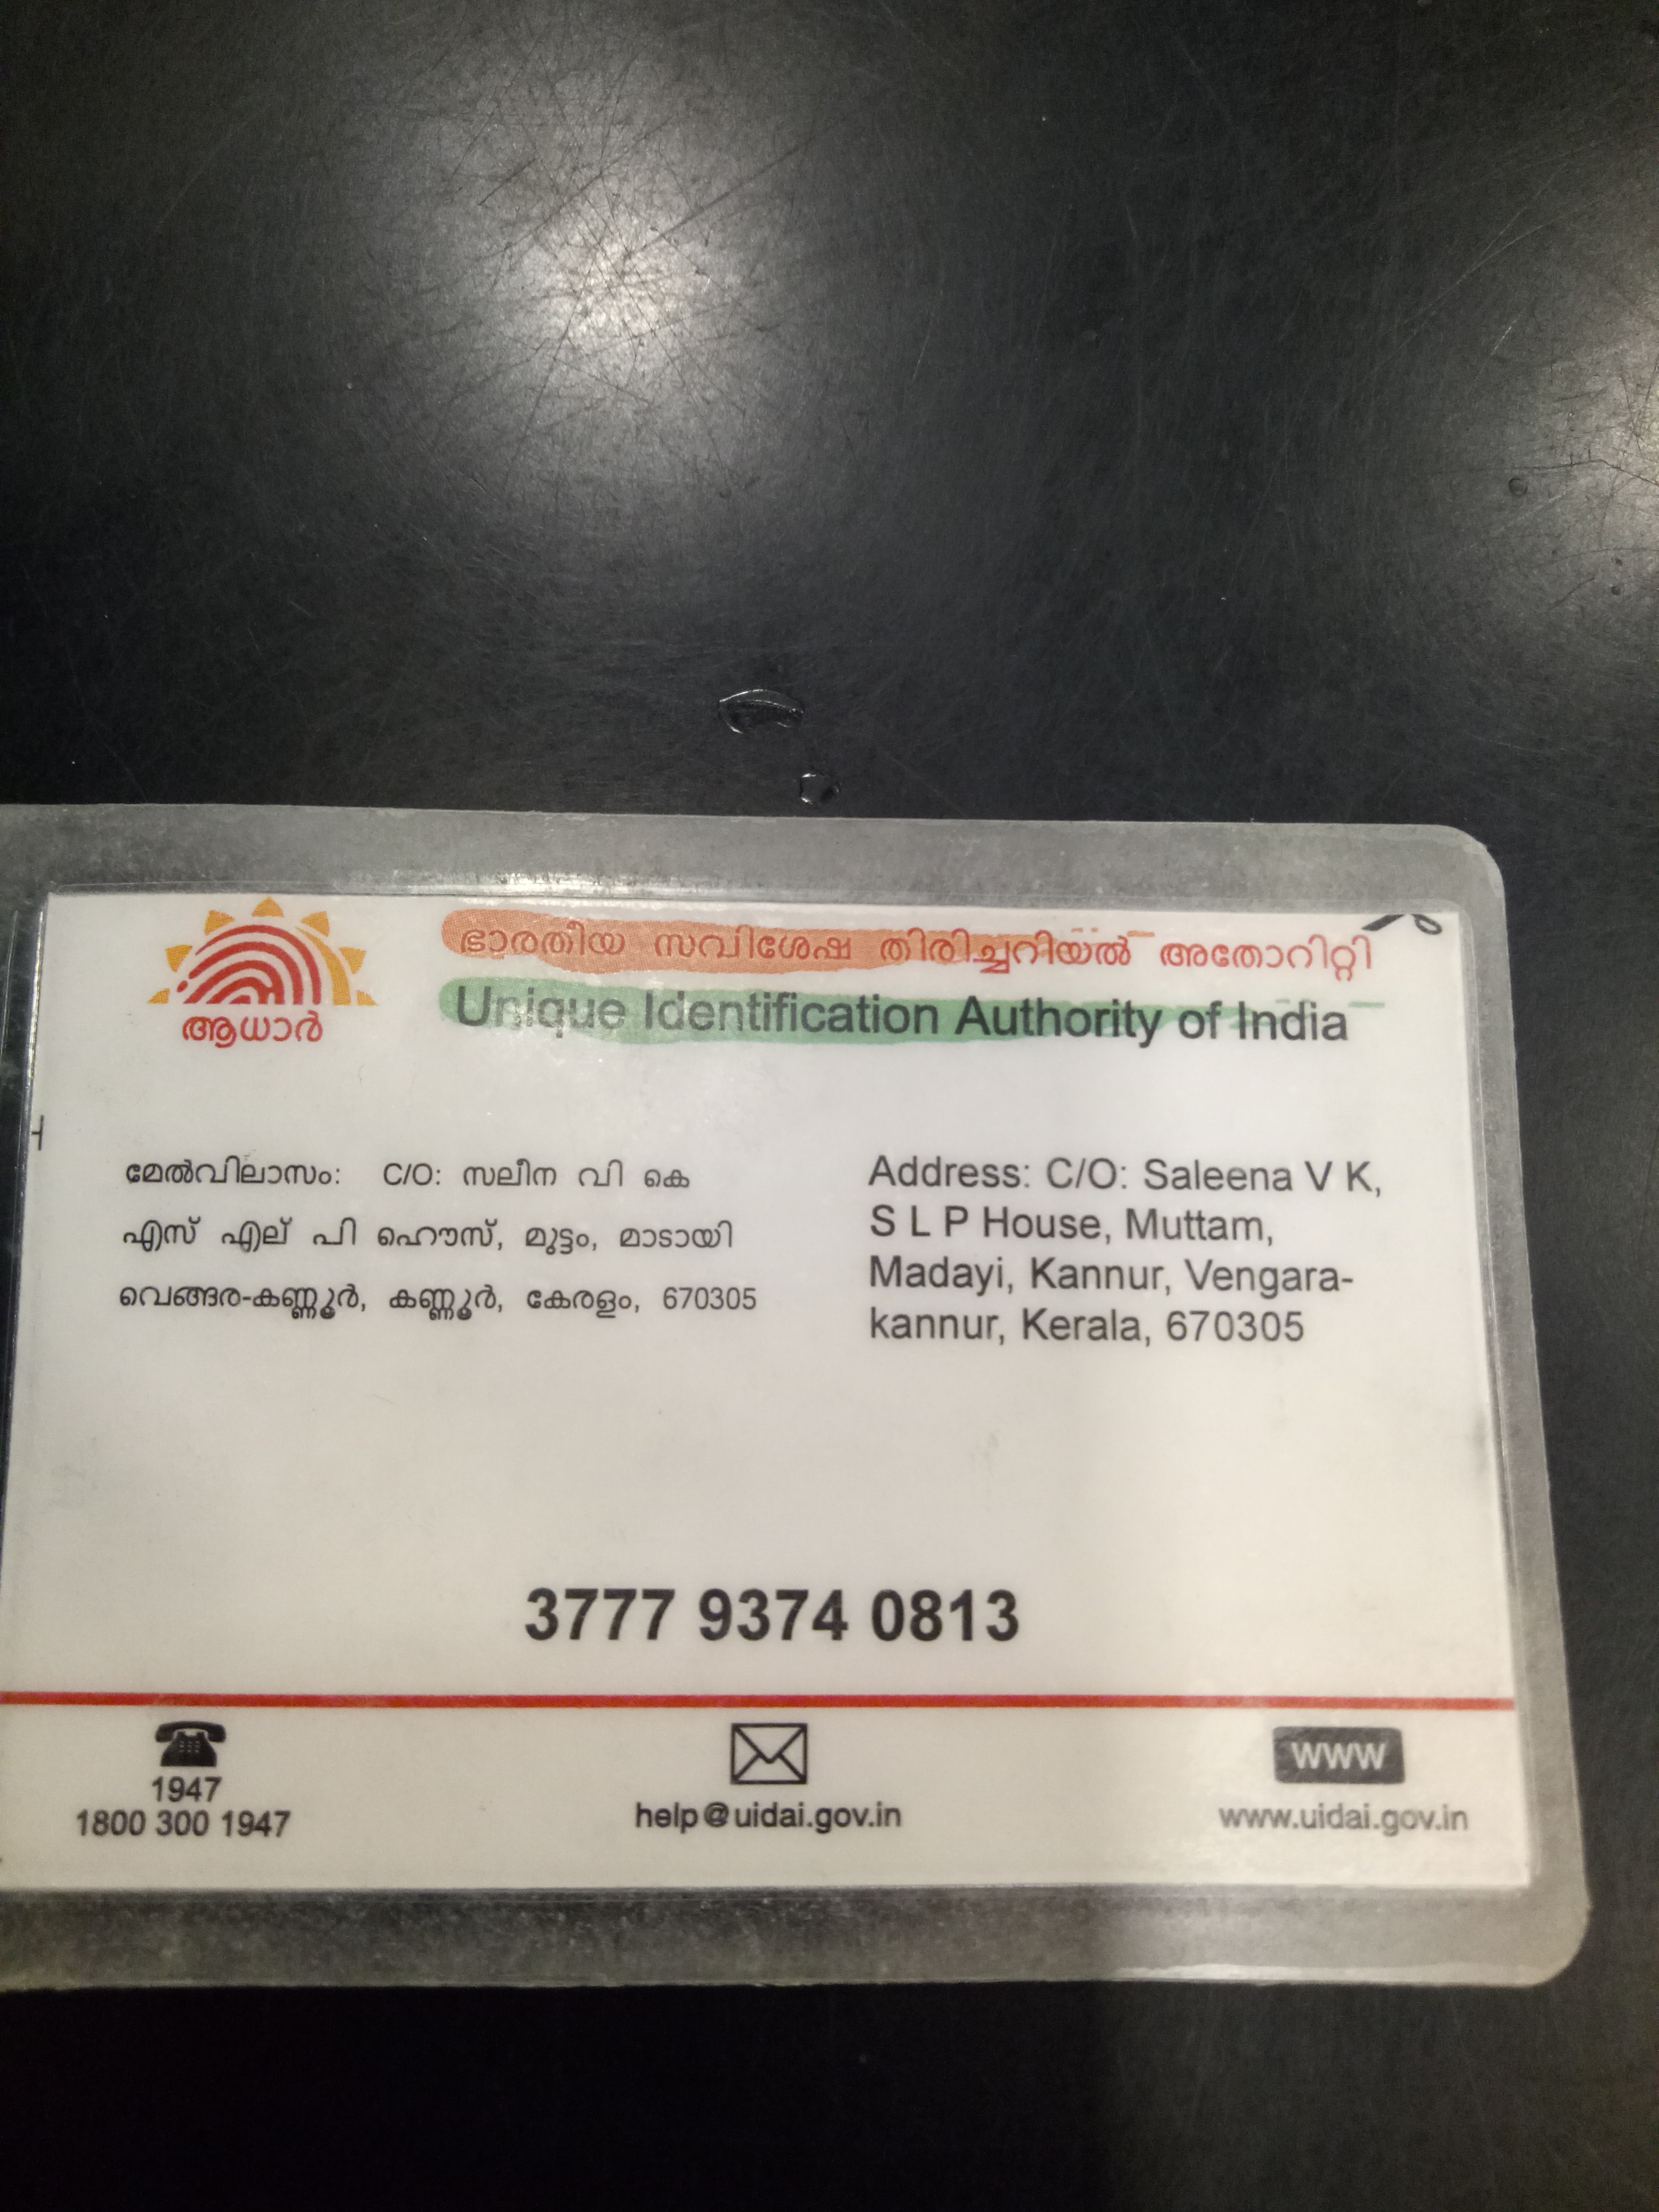 ഭാരതീയ സവിശേഷ തിരിച്ചറിയൽ അതോറിറ്റി
Unique Identification Authority of India
ആധാർ
മേൽവിലാസം: C/O: സലീന വി കെ
എസ് എല് പി ഹൌസ്, മുട്ടം, മാടായി
വെങ്ങര-കണ്ണൂർ, കണ്ണൂർ, കേരളം, 670305
Address: C/O: Saleena V K,
S L P House, Muttam,
Madayi, Kannur, Vengara-
kannur, Kerala, 670305
3777 9374 0813
1947
1800 300 1947
help@uidai.gov.in
WWW
www.uidai.gov.in